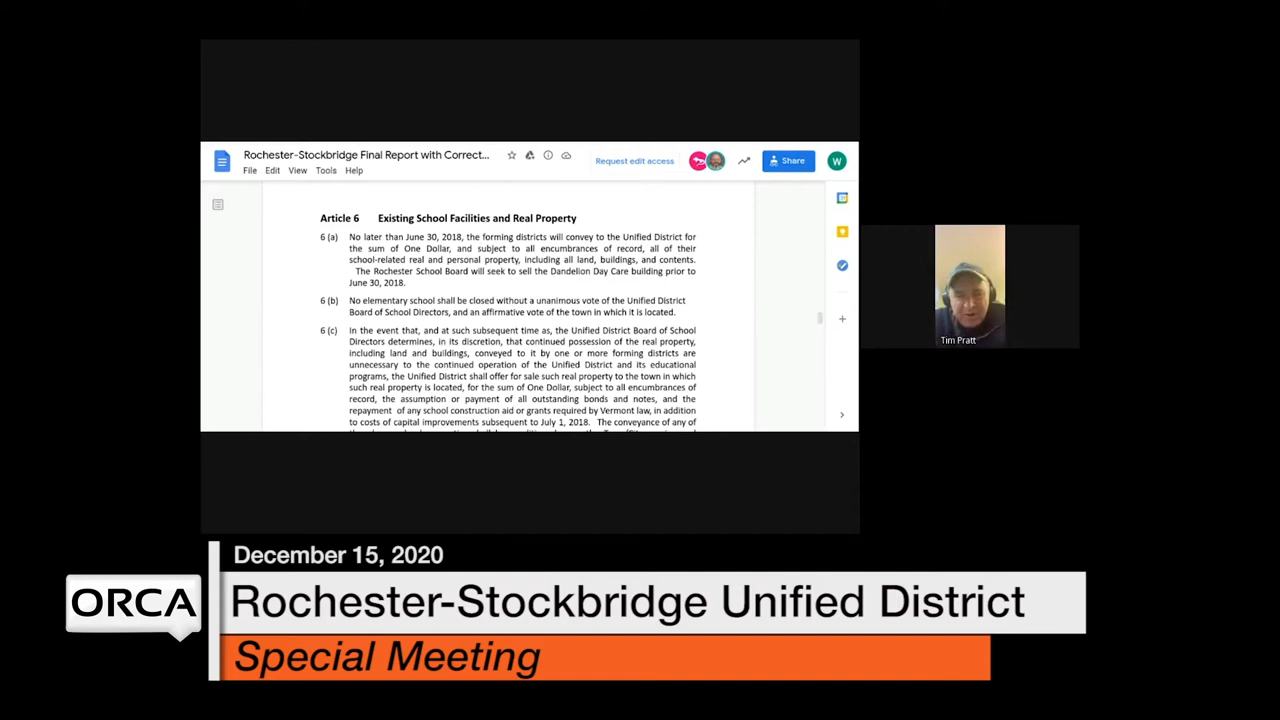 Rochester-Stockbridge Final Report with Correct...
Request edit access
Share
W
File Edit View Tools Help
Article 6 Existing School Facilities and Real Property
6 (a) No later than June 30, 2018, the forming districts will convey to the Unified District for
the sum of One Dollar, and subject to all encumbrances of record, all of their
school-related real and personal property, including all land, buildings, and contents.
The Rochester School Board will seek to sell the Dandelion Day Care building prior to
June 30, 2018.
6 (b) No elementary school shall be closed without a unanimous vote of the Unified District
Board of School Directors, and an affirmative vote of the town in which it is located.
6 (c) In the event that, and at such subsequent time as, the Unified District Board of School
Directors determines, in its discretion, that continued possession of the real property,
including land and buildings, conveyed to it by one or more forming districts are
unnecessary to the continued operation of the Unified District and its educational
programs, the Unified District shall offer for sale such real property to the town in which
such real property is located, for the sum of One Dollar, subject to all encumbrances of
record, the assumption or payment of all outstanding bonds and notes, and the
repayment of any school construction aid or grants required by Vermont law, in addition
to costs of capital improvements subsequent to July 1, 2018. The conveyance of any of
Tim Pratt
December 15, 2020
ORCA
Rochester-Stockbridge Unified District
Special Meeting